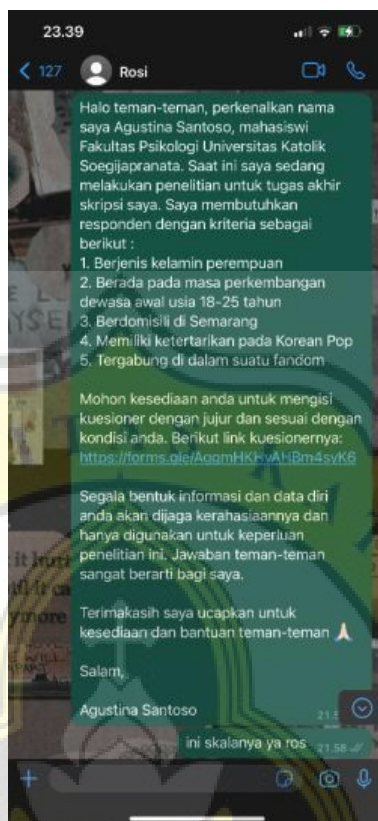 23.39
127 Rosi
Halo teman-teman, perkenalkan nama
saya Agustina Santoso, mahasiswi
Fakultas Psikologi Universitas Katolik
Soegijapranata. Saat ini saya sedang
melakukan penelitian untuk tugas akhir
skripsi saya. Saya membutuhkan
responden dengan kriteria sebagai
berikut :
1. Berjenis kelamin perempuan
2. Berada pada masa perkembangan
dewasa awal usia 18-25 tahun
3. Berdomisili di Semarang
4. Memiliki ketertarikan pada Korean Pop
5. Tergabung di dalam suatu fandom
Mohon kesediaan anda untuk mengisi
kuesioner dengan jujur dan sesuai dengan
kondisi anda. Berikut link kuesionernya:
Segala bentuk informasi dan data diri
anda akan dijaga kerahasiaannya dan
hanya digunakan untuk keperluan
penelitian ini. Jawaban teman-teman
sangat berarti bagi saya.
Terimakasih saya ucapkan untuk
kesediaan dan bantuan teman-teman 🙏
Salam,
Agustina Santoso
ini skalanya ya ros 21.58